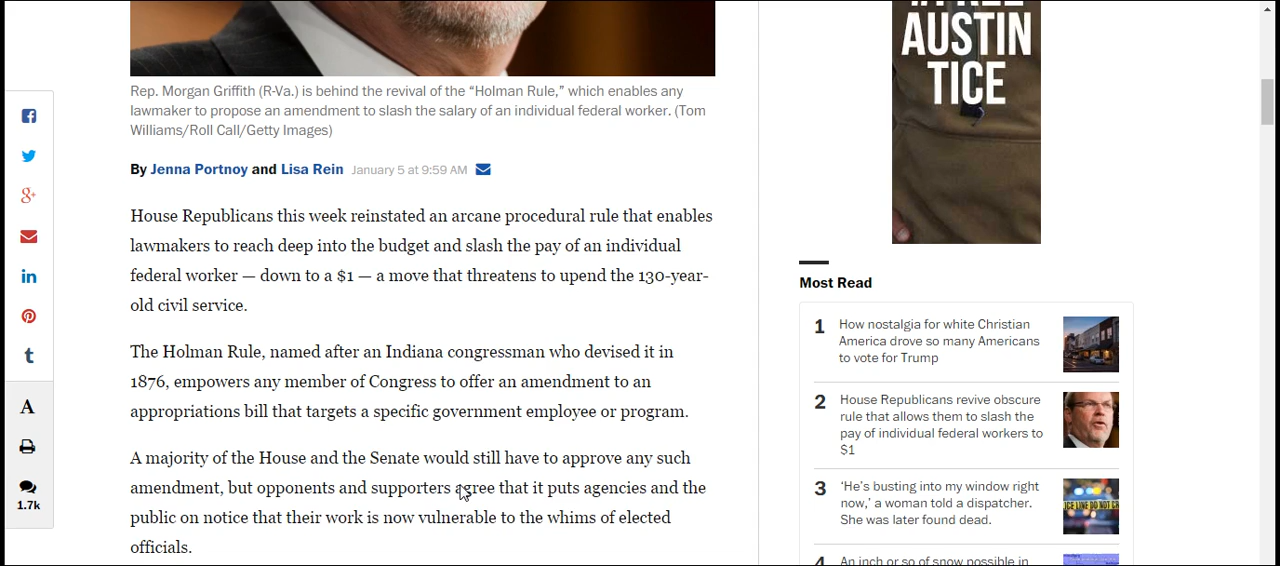 Rep. Morgan Griffith (R-Va.) is behind the revival of the “Holman Rule,” which enables any
lawmaker to propose an amendment to slash the salary of an individual federal worker. (Tom
Williams/Roll Call/Getty Images)
By Jenna Portnoy and Lisa Rein January 5 at 9:59 AM
House Republicans this week reinstated an arcane procedural rule that enables
lawmakers to reach deep into the budget and slash the pay of an individual
federal worker — down to a $1 — a move that threatens to upend the 130-year-
old civil service.
The Holman Rule, named after an Indiana congressman who devised it in
1876, empowers any member of Congress to offer an amendment to an
appropriations bill that targets a specific government employee or program.
A majority of the House and the Senate would still have to approve any such
amendment, but opponents and supporters agree that it puts agencies and the
public on notice that their work is now vulnerable to the whims of elected
officials.
g+
in
t
A
1.7k
AUSTIN
TICE
Most Read
1 How nostalgia for white Christian
America drove so many Americans
to vote for Trump
2 House Republicans revive obscure
rule that allows them to slash the
pay of individual federal workers to
$1
3 ‘He’s busting into my window right
now,’ a woman told a dispatcher.
She was later found dead.
4 An inch or so of snow possible in